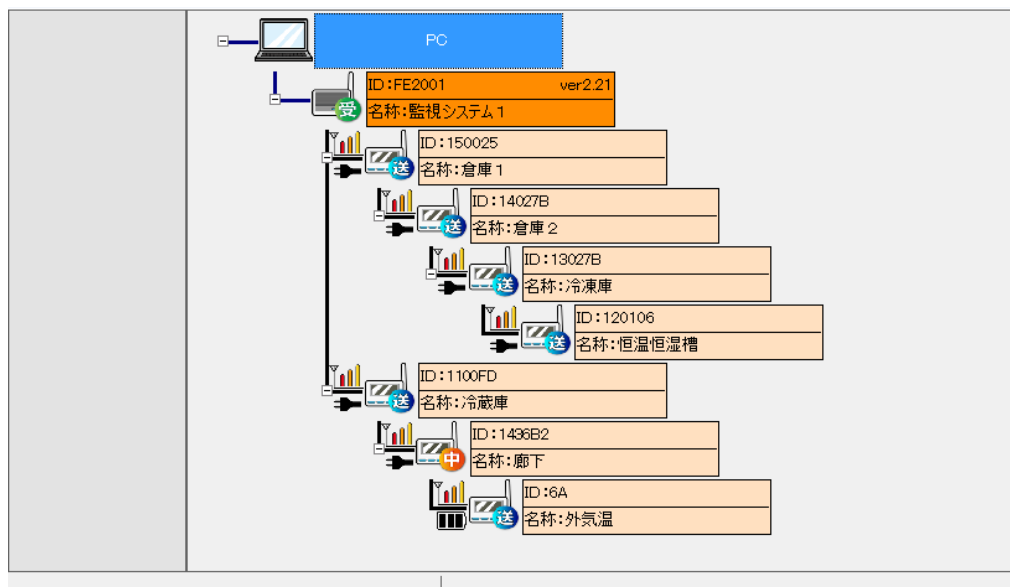 PC
ID:FE2001 ver2.21
受
名称:監視システム1
ID:150025
送
名称:倉庫1
ID:14027B
送
名称:倉庫2
ID:13027B
送
名称:冷凍庫
ID:120106
送
名称:恒温恒湿槽
ID:1100FD
送
名称:冷蔵庫
ID:1436B2
中
名称:廊下
ID:6A
送
名称:外気温